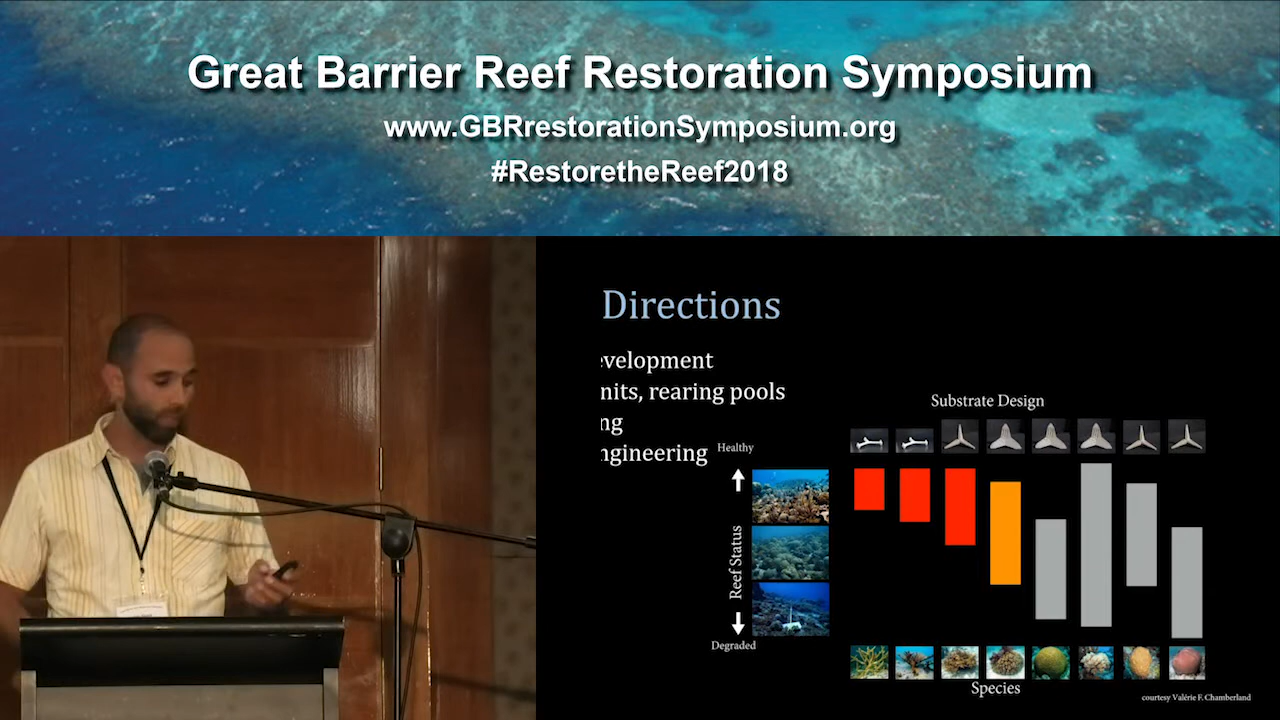 Great Barrier Reef Restoration Symposium
www.GBRrestorationSymposium.org
#RestoretheReef2018
Directions
velopment
nits, rearing pools
ng
ngineering
Substrate Design
Healthy
Reef Status
Degraded
Species
courtesy Valérie F. Chamberland